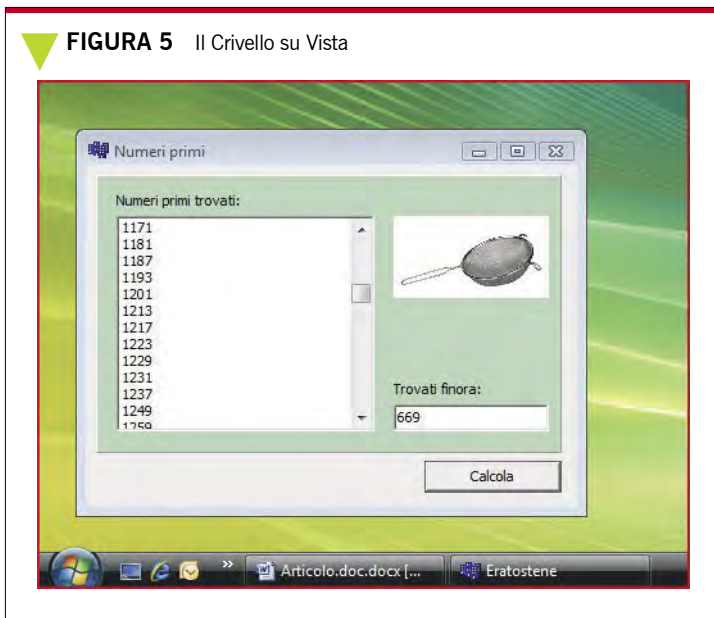 FIGURA 5 Il Crivello su Vista
Numeri primi
Numeri primi trovati:
1171
1181
1187
1193
1201
1213
1217
1223
1229
1231
1237
1249
1259
Trovati finora:
669
Calcola
» Articolo.doc.docx [... Eratostene